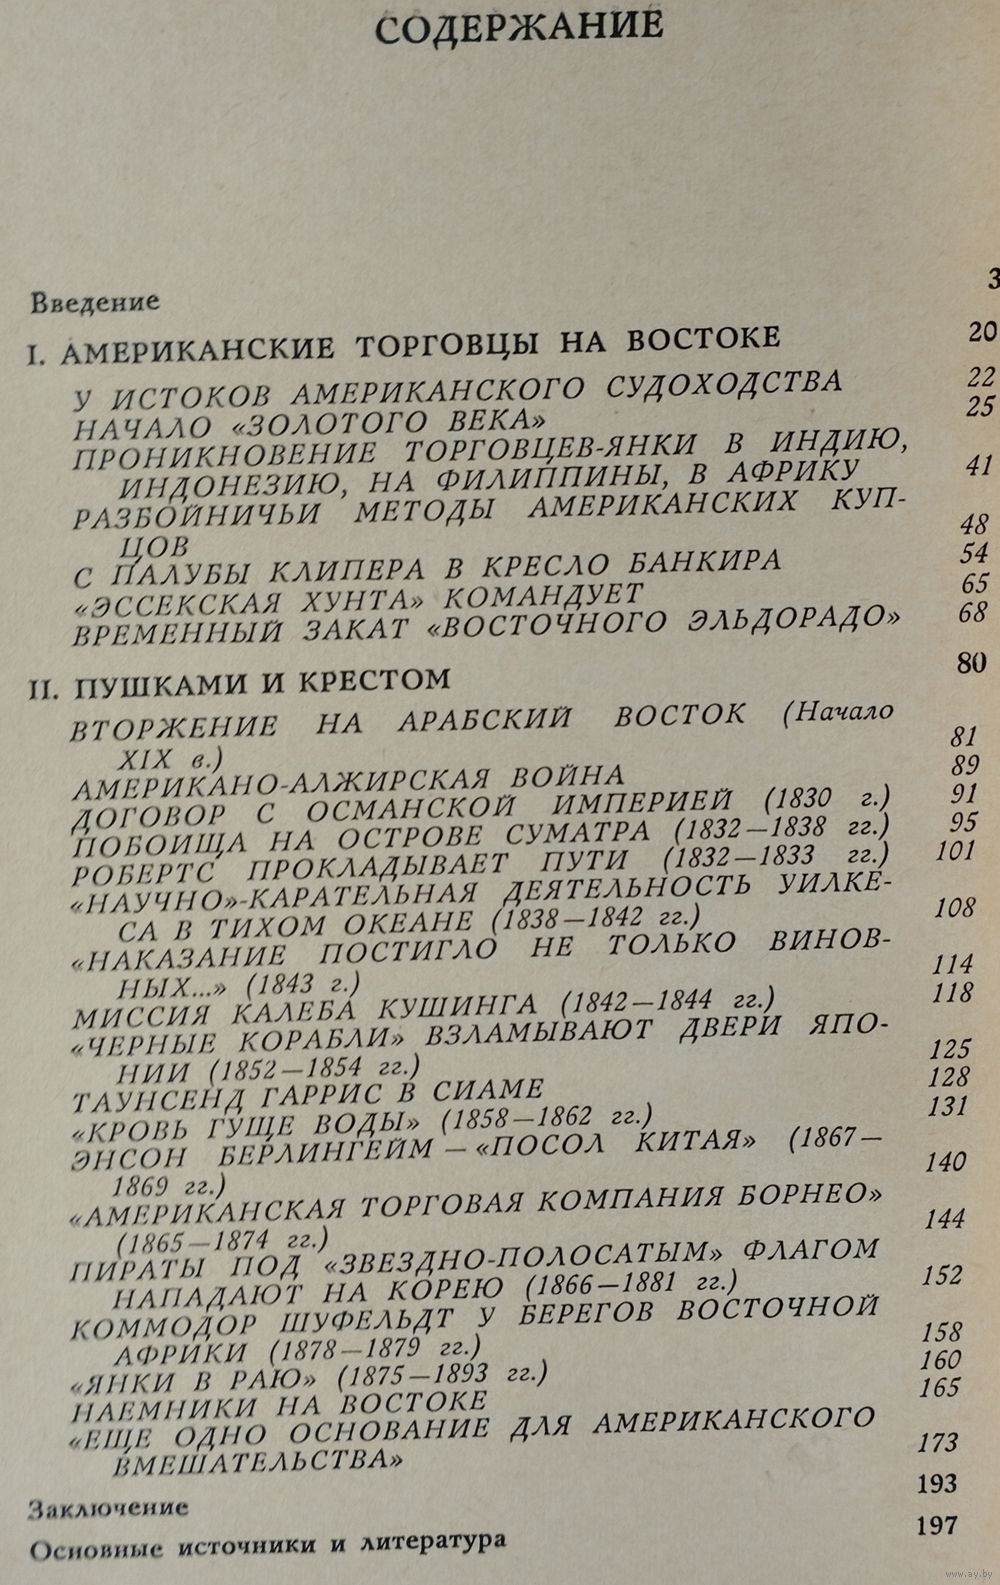 СОДЕРЖАНИЕ
Введение 3
I. АМЕРИКАНСКИЕ ТОРГОВЦЫ НА ВОСТОКЕ 20
У ИСТОКОВ АМЕРИКАНСКОГО СУДОХОДСТВА 22
НАЧАЛО «ЗОЛОТОГО ВЕКА» 25
ПРОНИКНОВЕНИЕ ТОРГОВЦЕВ-ЯНКИ В ИНДИЮ,
ИНДОНЕЗИЮ, НА ФИЛИППИНЫ, В АФРИКУ 41
РАЗБОЙНИЧЬИ МЕТОДЫ АМЕРИКАНСКИХ КУП-
ЦОВ 48
С ПАЛУБЫ КЛИПЕРА В КРЕСЛО БАНКИРА 54
«ЭССЕКСКАЯ ХУНТА» КОМАНДУЕТ 65
ВРЕМЕННЫЙ ЗАКАТ «ВОСТОЧНОГО ЭЛЬДОРАДО» 68
II. ПУШКАМИ И КРЕСТОМ 80
ВТОРЖЕНИЕ НА АРАБСКИЙ ВОСТОК (Начало
XIX в.) 81
АМЕРИКАНО-АЛЖИРСКАЯ ВОЙНА 89
ДОГОВОР С ОСМАНСКОЙ ИМПЕРИЕЙ (1830 г.) 91
ПОБОИЩА НА ОСТРОВЕ СУМАТРА (1832—1838 гг.) 95
РОБЕРТС ПРОКЛАДЫВАЕТ ПУТИ (1832—1833 гг.) 101
«НАУЧНО»-КАРАТЕЛЬНАЯ ДЕЯТЕЛЬНОСТЬ УИЛКЕ-
СА В ТИХОМ ОКЕАНЕ (1838—1842 гг.) 108
«НАКАЗАНИЕ ПОСТИГЛО НЕ ТОЛЬКО ВИНОВ-
НЫХ...» (1843 г.) 114
МИССИЯ КАЛЕБА КУШИНГА (1842—1844 гг.) 118
«ЧЕРНЫЕ КОРАБЛИ» ВЗЛАМЫВАЮТ ДВЕРИ ЯПО-
НИИ (1852—1854 гг.) 125
ТАУНСЕНД ГАРРИС В СИАМЕ 128
«КРОВЬ ГУЩЕ ВОДЫ» (1858—1862 гг.) 131
ЭНСОН БЕРЛИНГЕЙМ — «ПОСОЛ КИТАЯ» (1867—
1869 гг.) 140
«АМЕРИКАНСКАЯ ТОРГОВАЯ КОМПАНИЯ БОРНЕО»
(1865—1874 гг.) 144
ПИРАТЫ ПОД «ЗВЕЗДНО-ПОЛОСАТЫМ» ФЛАГОМ
НАПАДАЮТ НА КОРЕЮ (1866—1881 гг.) 152
КОММОДОР ШУФЕЛЬДТ У БЕРЕГОВ ВОСТОЧНОЙ
АФРИКИ (1878—1879 гг.) 158
«ЯНКИ В РАЮ» (1875—1893 гг.) 160
НАЕМНИКИ НА ВОСТОКЕ 165
«ЕЩЕ ОДНО ОСНОВАНИЕ ДЛЯ АМЕРИКАНСКОГО
ВМЕШАТЕЛЬСТВА» 173
Заключение 193
Основные источники и литература 197
www.ay.by